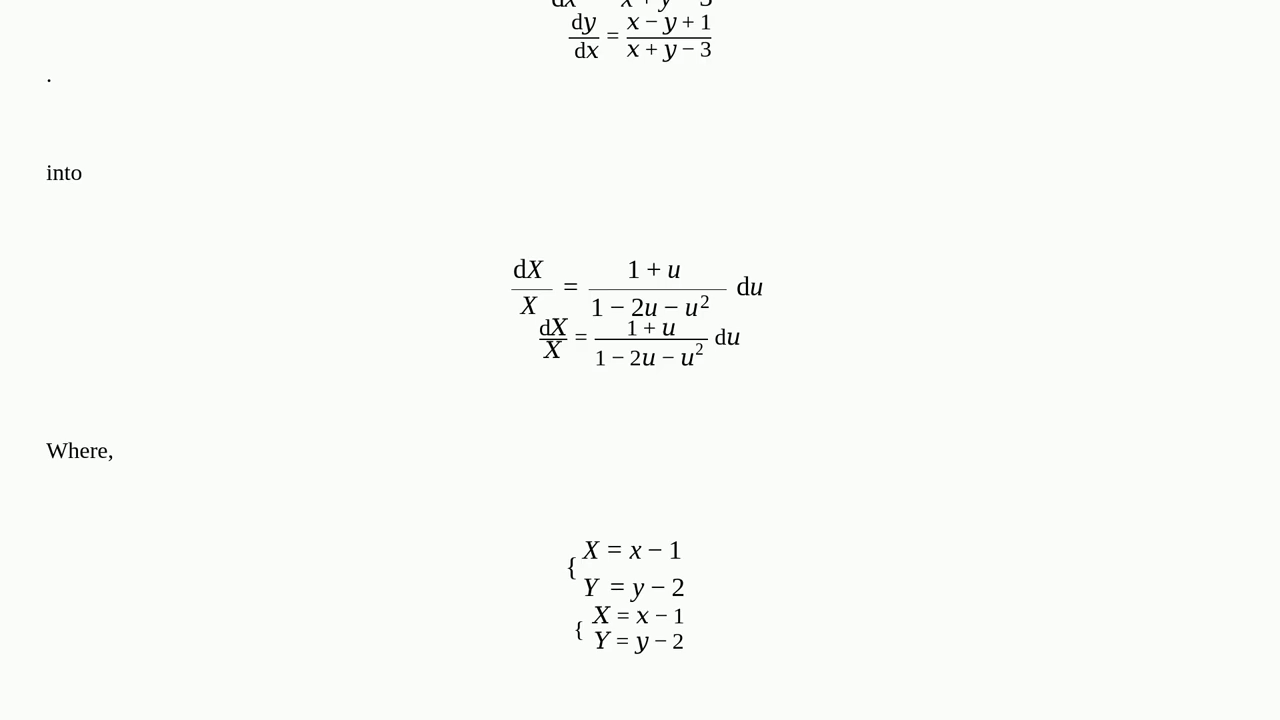 dy/dx = (x − y + 1)/(x + y − 3)
.
into
dX/X = (1 + u)/(1 − 2u − u²) du
dX/X = (1 + u)/(1 − 2u − u²) du
Where,
{ X = x − 1
Y = y − 2
{ X = x − 1
Y = y − 2